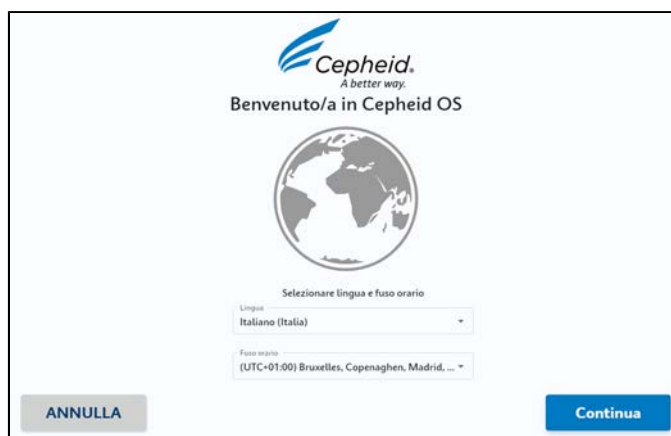 Cepheid.
A better way.
Benvenuto/a in Cepheid OS
Selezionare lingua e fuso orario
Lingua
Italiano (Italia)
Fuso orario
(UTC+01:00) Bruxelles, Copenaghen, Madrid, ...
ANNULLA
Continua